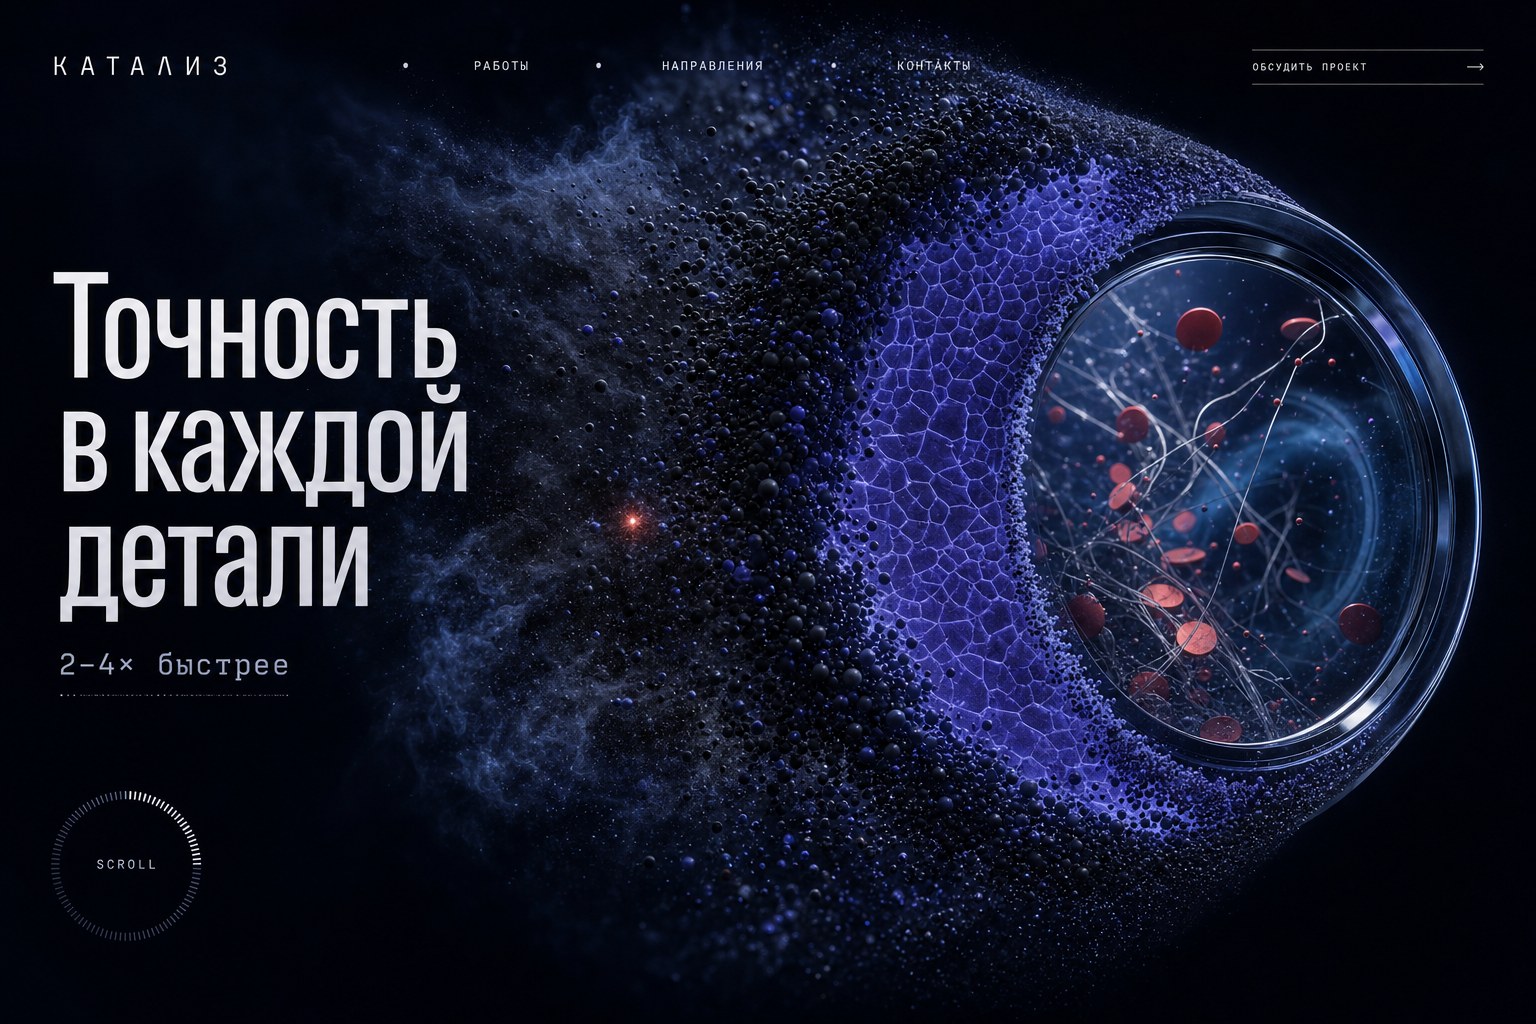 КАТАЛИЗ
РАБОТЫ
НАПРАВЛЕНИЯ
КОНТАКТЫ
ОБСУДИТЬ ПРОЕКТ →
Точность
в каждой
детали
2–4× быстрее
SCROLL